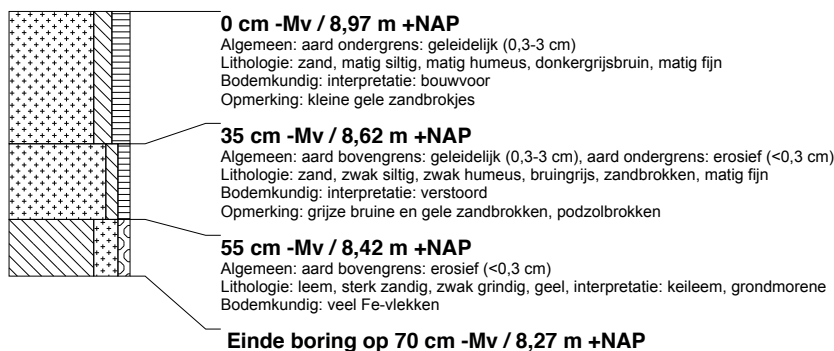 0 cm -Mv / 8,97 m +NAP
Algemeen: aard ondergrens: geleidelijk (0,3-3 cm)
Lithologie: zand, matig siltig, matig humeus, donkergrijsbruin, matig fijn
Bodemkundig: interpretatie: bouwvoor
Opmerking: kleine gele zandbrokjes
35 cm -Mv / 8,62 m +NAP
Algemeen: aard bovengrens: geleidelijk (0,3-3 cm), aard ondergrens: erosief (<0,3 cm)
Lithologie: zand, zwak siltig, zwak humeus, bruingrijs, zandbrokken, matig fijn
Bodemkundig: interpretatie: verstoord
Opmerking: grijze bruine en gele zandbrokken, podzolbrokken
55 cm -Mv / 8,42 m +NAP
Algemeen: aard bovengrens: erosief (<0,3 cm)
Lithologie: leem, sterk zandig, zwak grindig, geel, interpretatie: keileem, grondmorene
Bodemkundig: veel Fe-vlekken
Einde boring op 70 cm -Mv / 8,27 m +NAP